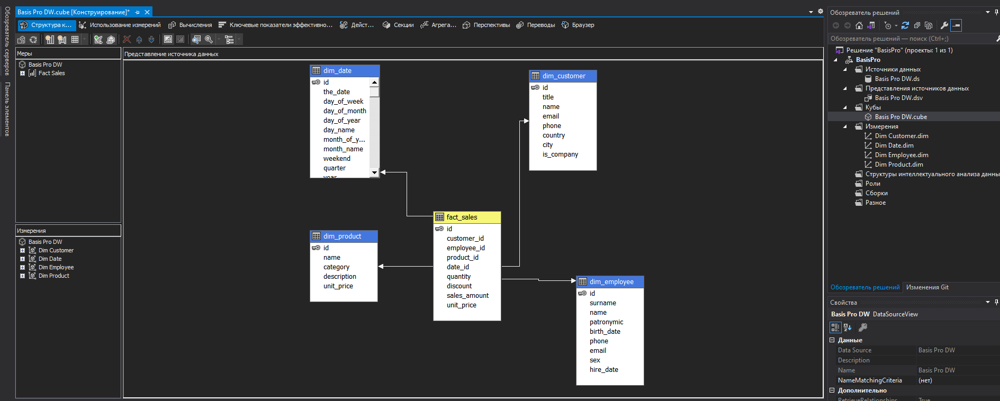 Обозреватель серверов
Панель элементов
Basis Pro DW.cube [Конструирование]*
Структура к...
Использование измерений
Вычисления
Ключевые показатели эффективно...
Дейст...
Секции
Агрега...
Перспективы
Переводы
Браузер
Меры
Basis Pro DW
Fact Sales
Измерения
Basis Pro DW
Dim Customer
Dim Date
Dim Employee
Dim Product
Представление источника данных
dim_date
id
the_date
day_of_week
day_of_month
day_of_year
day_name
month_of_y...
month_name
weekend
quarter
year
dim_customer
id
title
name
email
phone
country
city
is_company
fact_sales
id
customer_id
employee_id
product_id
date_id
quantity
discount
sales_amount
unit_price
dim_product
id
name
category
description
unit_price
dim_employee
id
surname
name
patronymic
birth_date
phone
email
sex
hire_date
Обозреватель решений
Обозреватель решений — поиск (Ctrl+;)
Решение "BasisPro" (проекты: 1 из 1)
BasisPro
Источники данных
Basis Pro DW.ds
Представления источников данных
Basis Pro DW.dsv
Кубы
Basis Pro DW.cube
Измерения
Dim Customer.dim
Dim Date.dim
Dim Employee.dim
Dim Product.dim
Структуры интеллектуального анализа данны
Роли
Сборки
Разное
Обозреватель решений
Изменения Git
Свойства
Basis Pro DW DataSourceView
Данные
Data Source Basis Pro DW
Description
Name Basis Pro DW
NameMatchingCriteria (нет)
Дополнительно
RetrieveRelationships True